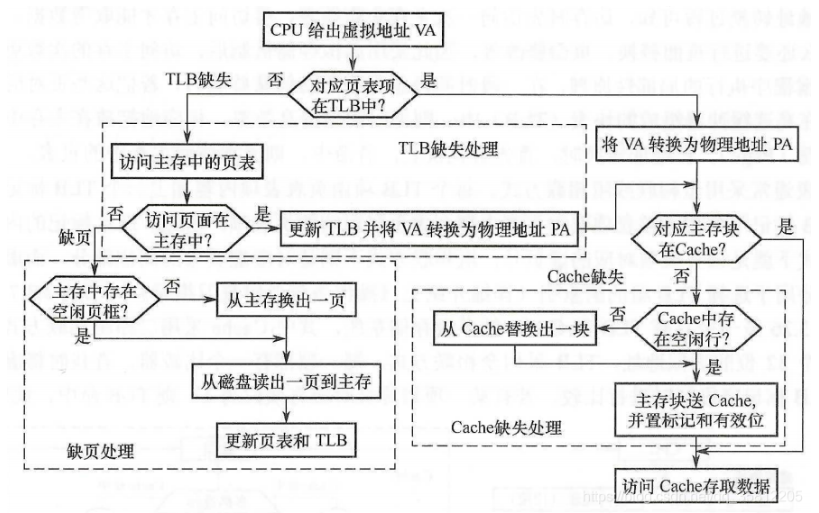 CPU 给出虚拟地址 VA
TLB缺失
否
对应页表项
在TLB中?
是
TLB缺失处理
访问主存中的页表
将 VA 转换为物理地址 PA
否
访问页面在
主存中?
是
更新 TLB 并将 VA 转换为物理地址 PA
缺页
对应主存块
在Cache?
是
主存中存在
空闲页框?
否
从主存换出一页
Cache缺失
否
是
从 Cache替换出一块
否
Cache中存
在空闲行?
从磁盘读出一页到主存
是
更新页表和 TLB
主存块送 Cache,
并置标记和有效位
缺页处理
Cache缺失处理
访问 Cache存取数据